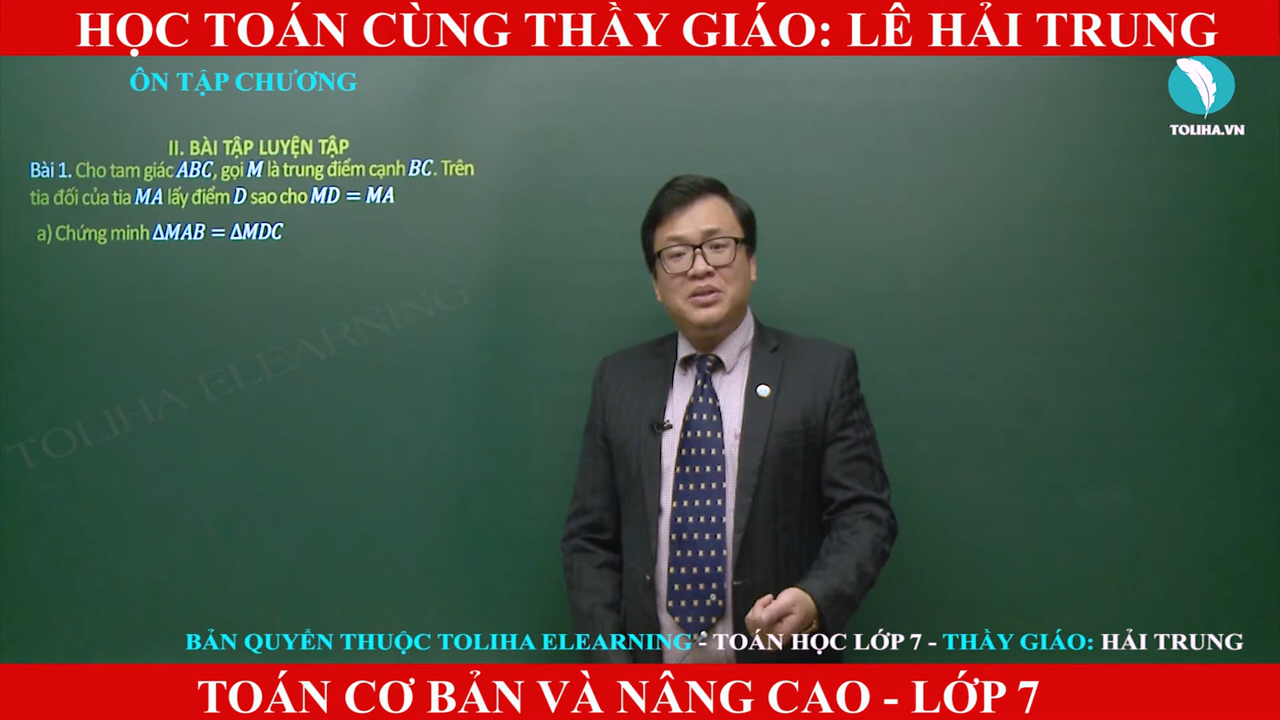 HỌC TOÁN CÙNG THẦY GIÁO: LÊ HẢI TRUNG
ÔN TẬP CHƯƠNG
TOLIHA.VN
II. BÀI TẬP LUYỆN TẬP
Bài 1. Cho tam giác ABC, gọi M là trung điểm cạnh BC. Trên
tia đối của tia MA lấy điểm D sao cho MD = MA
a) Chứng minh ΔMAB = ΔMDC
TOLIHA ELEARNING
BẢN QUYỀN THUỘC TOLIHA ELEARNING - TOÁN HỌC LỚP 7 - THẦY GIÁO: HẢI TRUNG
TOÁN CƠ BẢN VÀ NÂNG CAO - LỚP 7